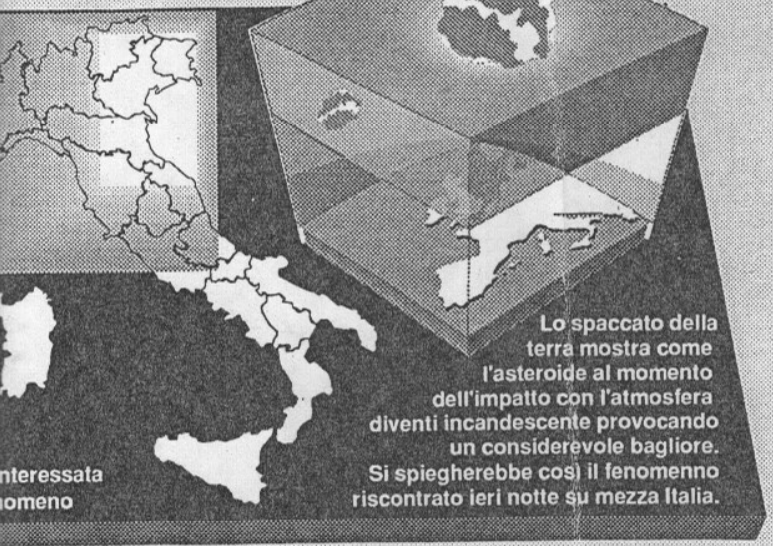 Lo spaccato della
terra mostra come
l'asteroide al momento
dell'impatto con l'atmosfera
diventi incandescente provocando
un considerevole bagliore.
Si spiegherebbe così il fenomenno
riscontrato ieri notte su mezza Italia.
nteressata
nomeno